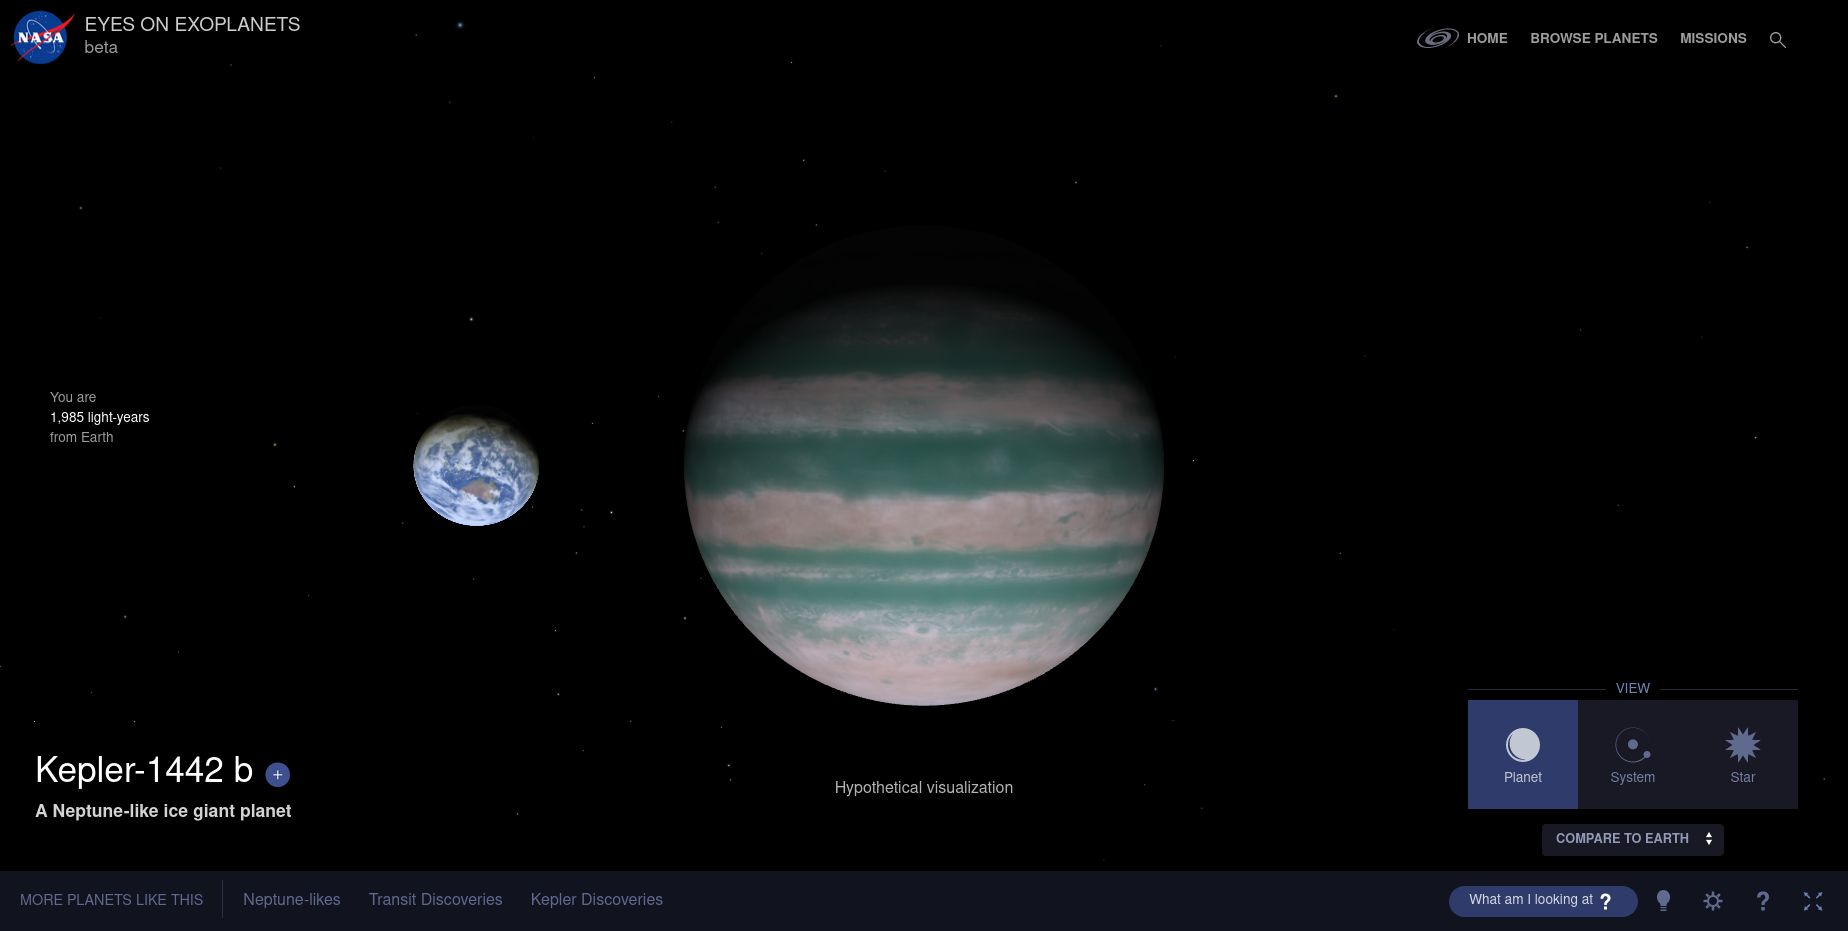 NASA
EYES ON EXOPLANETS
beta
HOME
BROWSE PLANETS
MISSIONS
You are
1,985 light-years
from Earth
Kepler-1442 b +
A Neptune-like ice giant planet
Hypothetical visualization
VIEW
Planet
System
Star
COMPARE TO EARTH
MORE PLANETS LIKE THIS
Neptune-likes
Transit Discoveries
Kepler Discoveries
What am I looking at ?
?